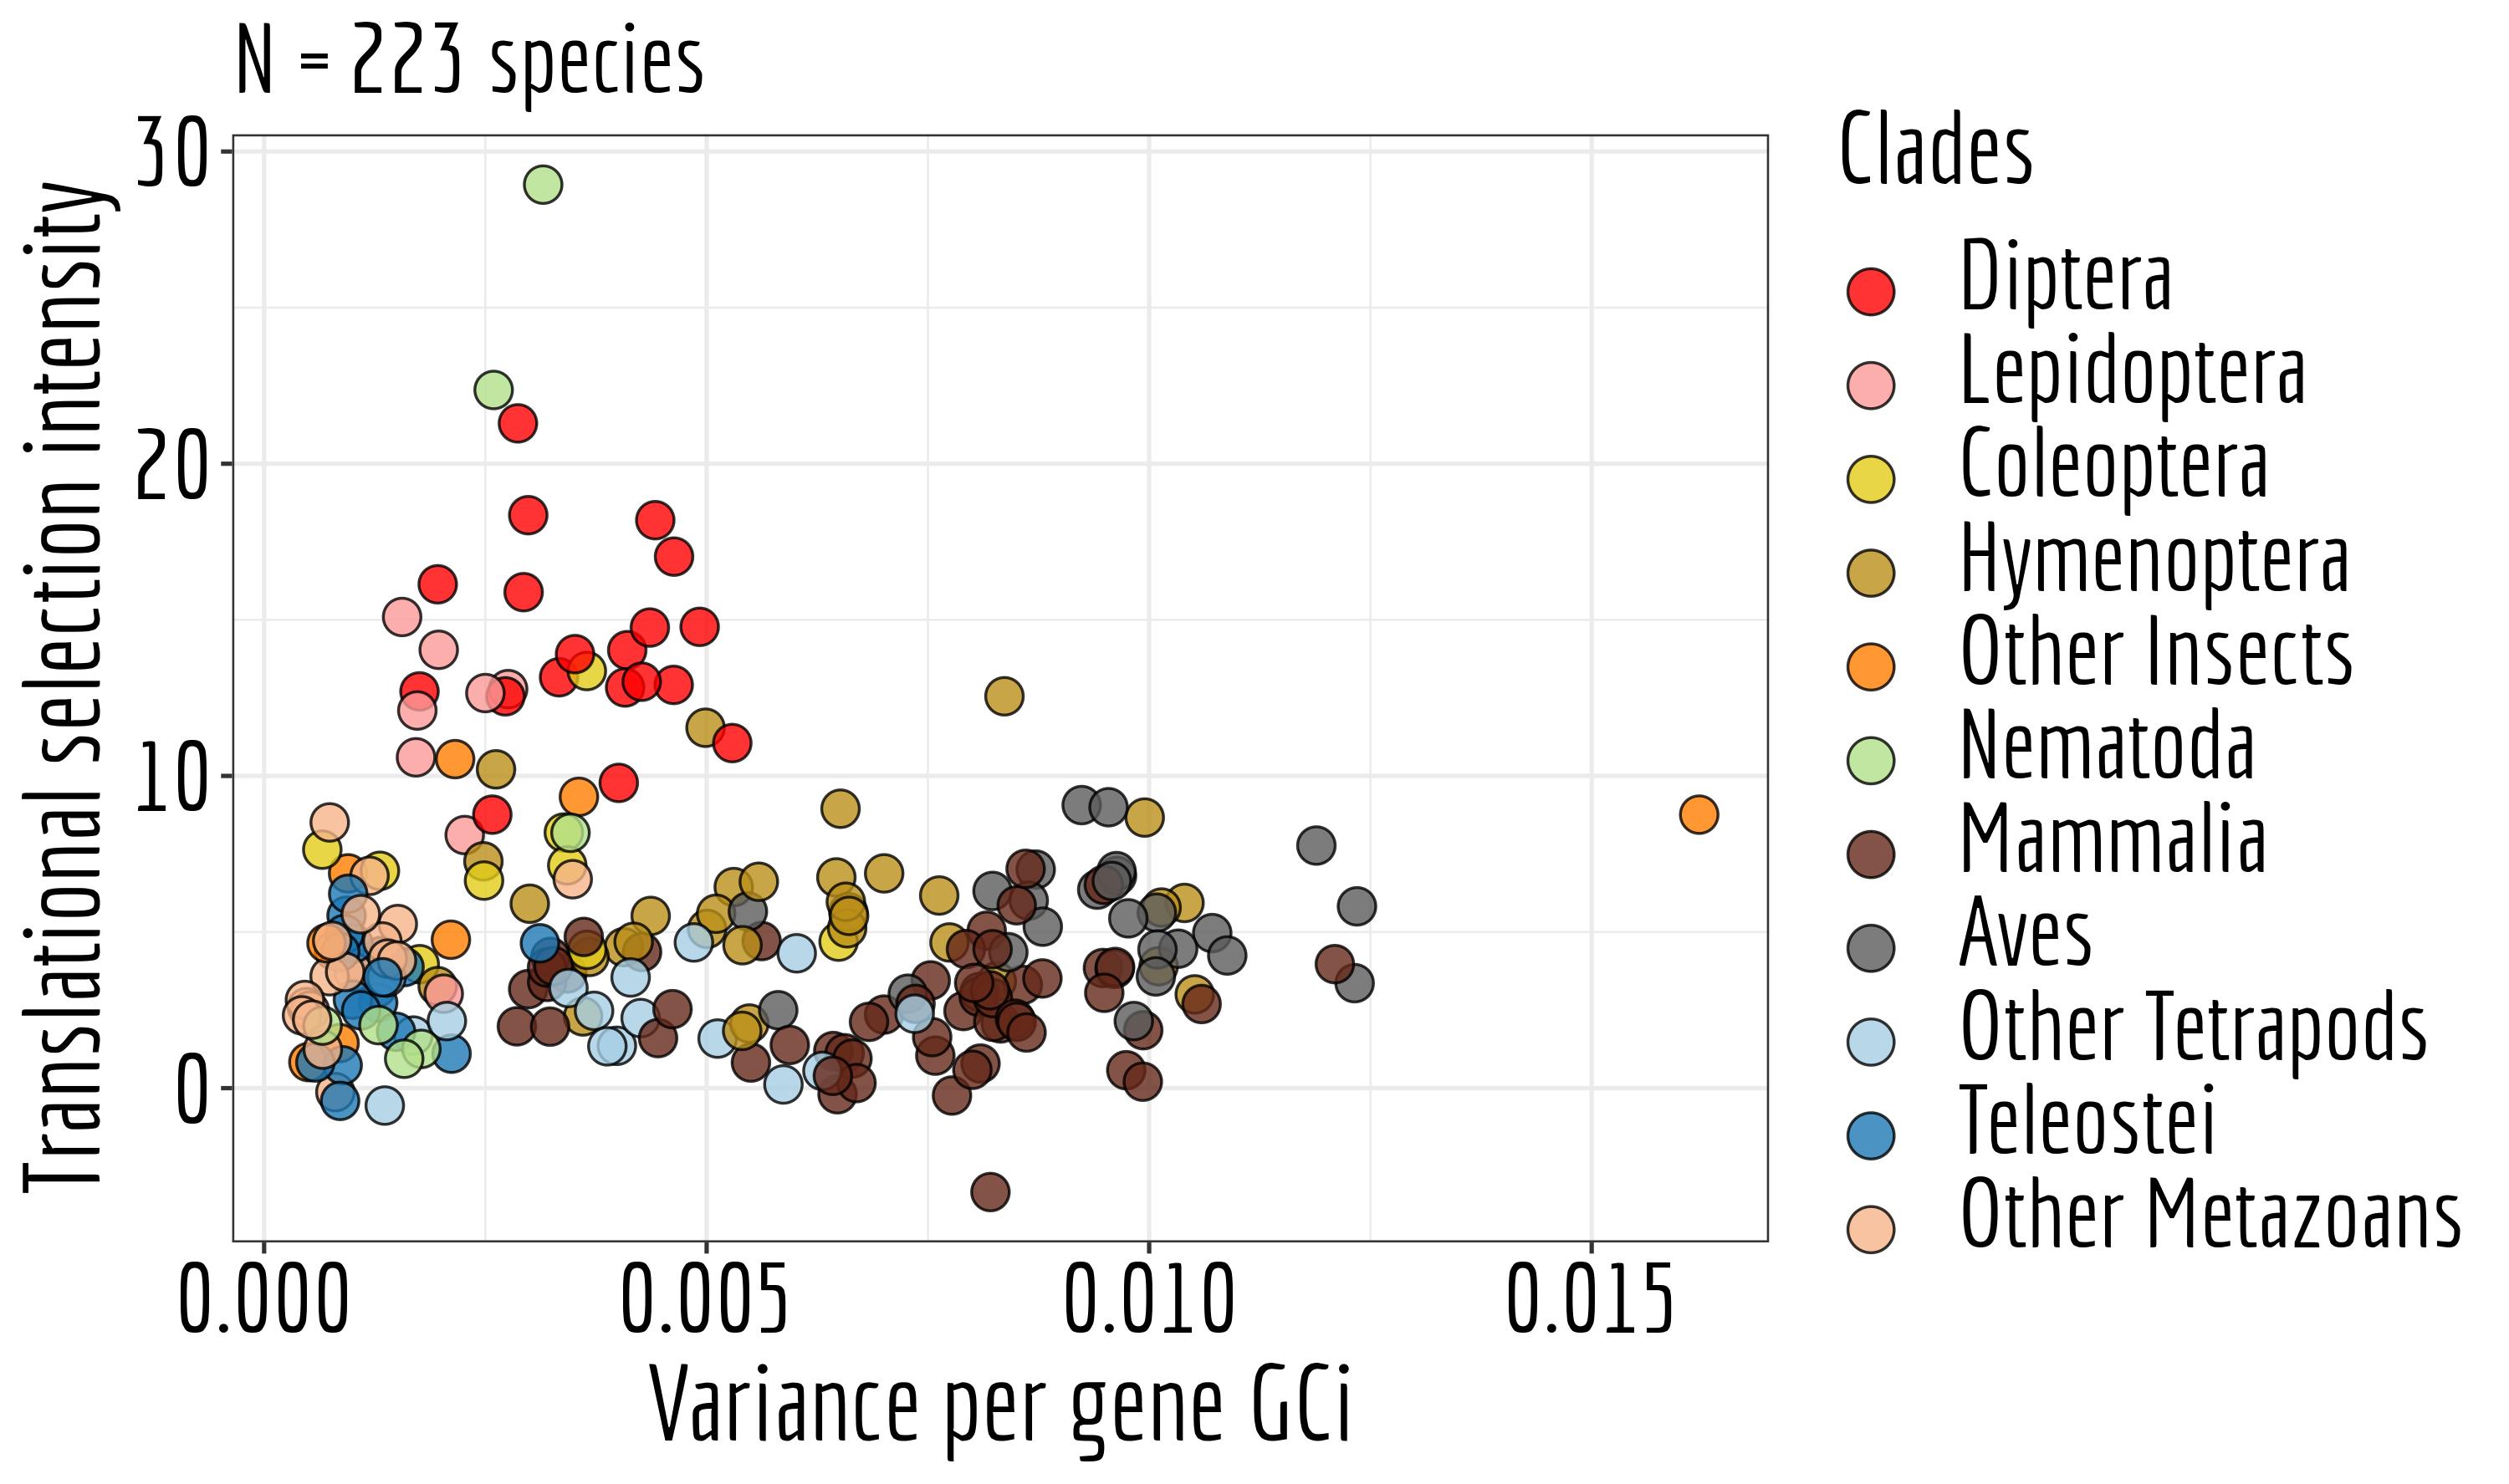 N = 223 species
Translational selection intensity
30
20
10
0
0.000
0.005
0.010
0.015
Variance per gene GCi
Clades
Diptera
Lepidoptera
Coleoptera
Hymenoptera
Other Insects
Nematoda
Mammalia
Aves
Other Tetrapods
Teleostei
Other Metazoans